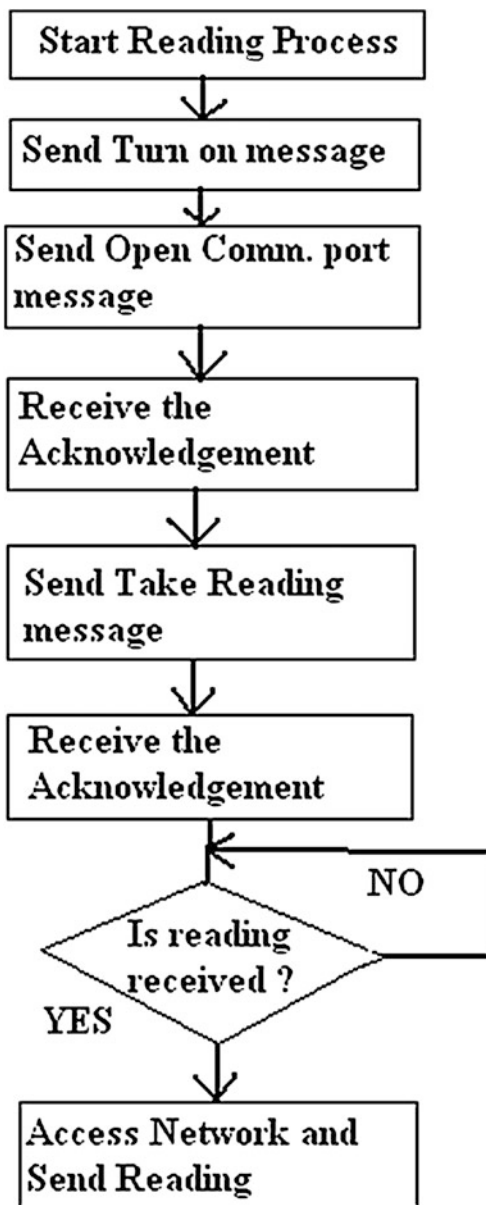 Start Reading Process
Send Turn on message
Send Open Comm. port
message
Receive the
Acknowledgement
Send Take Reading
message
Receive the
Acknowledgement
NO
Is reading
received ?
YES
Access Network and
Send Reading